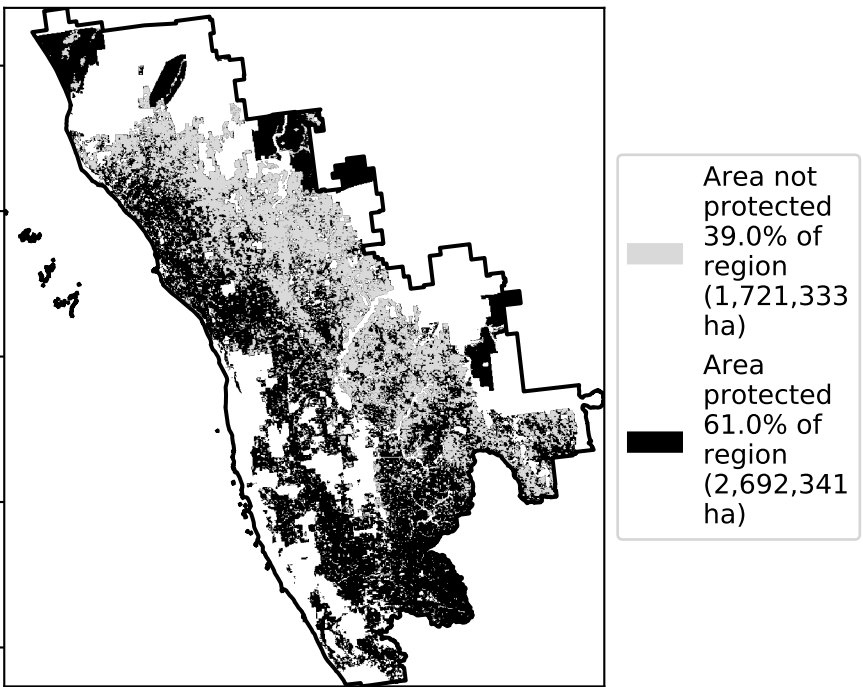 Area not
protected
39.0% of
region
(1,721,333
ha)
Area
protected
61.0% of
region
(2,692,341
ha)